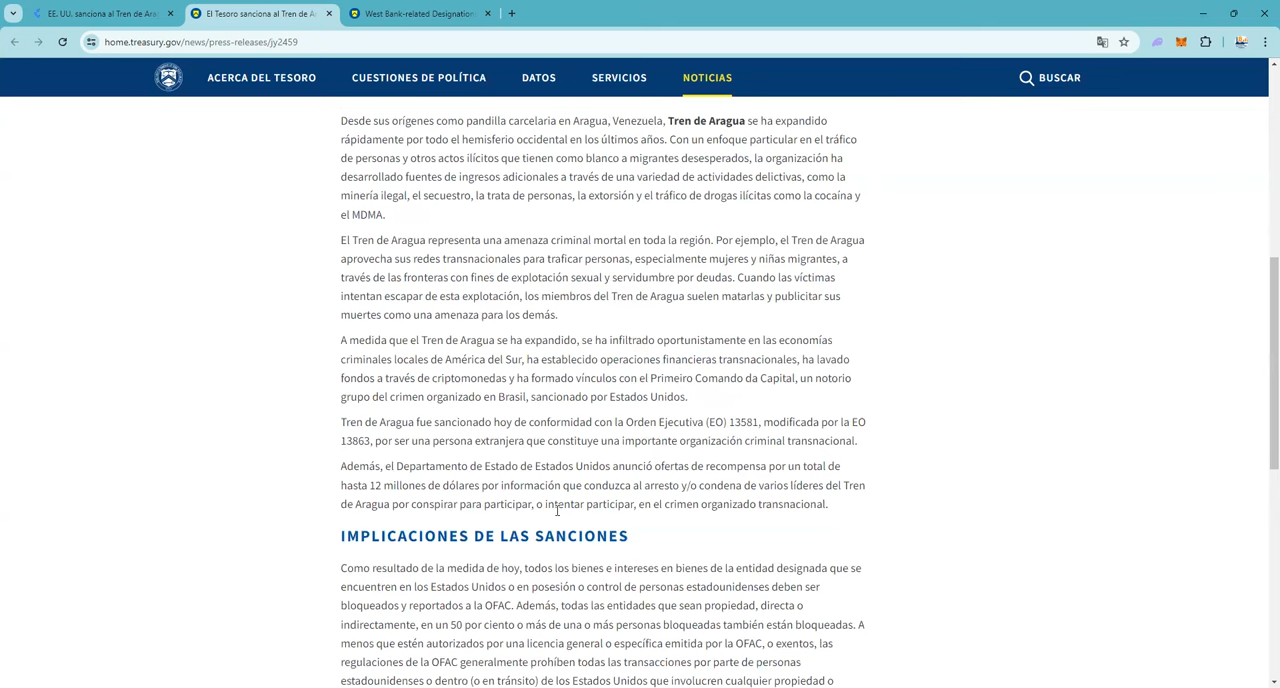 EE. UU. sanciona al Tren de Ara
El Tesoro sanciona al Tren de Ar
West Bank-related Designation
home.treasury.gov/news/press-releases/jy2459
ACERCA DEL TESORO
CUESTIONES DE POLÍTICA
DATOS
SERVICIOS
NOTICIAS
BUSCAR
Desde sus orígenes como pandilla carcelaria en Aragua, Venezuela, Tren de Aragua se ha expandido
rápidamente por todo el hemisferio occidental en los últimos años. Con un enfoque particular en el tráfico
de personas y otros actos ilícitos que tienen como blanco a migrantes desesperados, la organización ha
desarrollado fuentes de ingresos adicionales a través de una variedad de actividades delictivas, como la
minería ilegal, el secuestro, la trata de personas, la extorsión y el tráfico de drogas ilícitas como la cocaína y
el MDMA.
El Tren de Aragua representa una amenaza criminal mortal en toda la región. Por ejemplo, el Tren de Aragua
aprovecha sus redes transnacionales para traficar personas, especialmente mujeres y niñas migrantes, a
través de las fronteras con fines de explotación sexual y servidumbre por deudas. Cuando las víctimas
intentan escapar de esta explotación, los miembros del Tren de Aragua suelen matarlas y publicitar sus
muertes como una amenaza para los demás.
A medida que el Tren de Aragua se ha expandido, se ha infiltrado oportunistamente en las economías
criminales locales de América del Sur, ha establecido operaciones financieras transnacionales, ha lavado
fondos a través de criptomonedas y ha formado vínculos con el Primeiro Comando da Capital, un notorio
grupo del crimen organizado en Brasil, sancionado por Estados Unidos.
Tren de Aragua fue sancionado hoy de conformidad con la Orden Ejecutiva (EO) 13581, modificada por la EO
13863, por ser una persona extranjera que constituye una importante organización criminal transnacional.
Además, el Departamento de Estado de Estados Unidos anunció ofertas de recompensa por un total de
hasta 12 millones de dólares por información que conduzca al arresto y/o condena de varios líderes del Tren
de Aragua por conspirar para participar, o intentar participar, en el crimen organizado transnacional.
IMPLICACIONES DE LAS SANCIONES
Como resultado de la medida de hoy, todos los bienes e intereses en bienes de la entidad designada que se
encuentren en los Estados Unidos o en posesión o control de personas estadounidenses deben ser
bloqueados y reportados a la OFAC. Además, todas las entidades que sean propiedad, directa o
indirectamente, en un 50 por ciento o más de una o más personas bloqueadas también están bloqueadas. A
menos que estén autorizados por una licencia general o específica emitida por la OFAC, o exentos, las
regulaciones de la OFAC generalmente prohíben todas las transacciones por parte de personas
estadounidenses o dentro (o en tránsito) de los Estados Unidos que involucren cualquier propiedad o